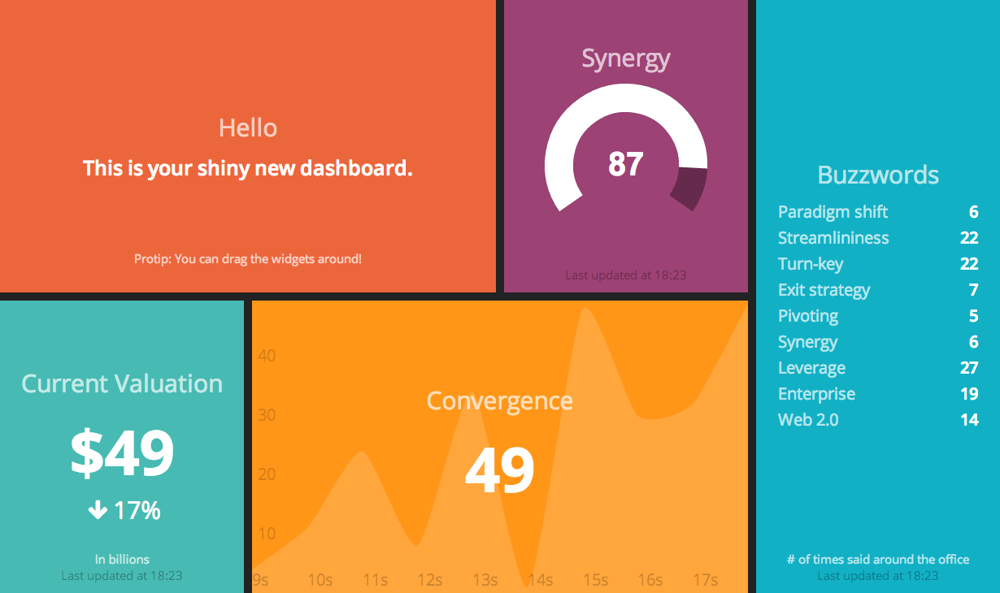 Hello
This is your shiny new dashboard.
Protip: You can drag the widgets around!
Synergy
87
Last updated at 18:23
Buzzwords
Paradigm shift 6
Streamlininess 22
Turn-key 22
Exit strategy 7
Pivoting 5
Synergy 6
Leverage 27
Enterprise 19
Web 2.0 14
# of times said around the office
Last updated at 18:23
Current Valuation
$49
17%
In billions
Last updated at 18:23
Convergence
49
40
30
20
10
9s 10s 11s 12s 13s 14s 15s 16s 17s